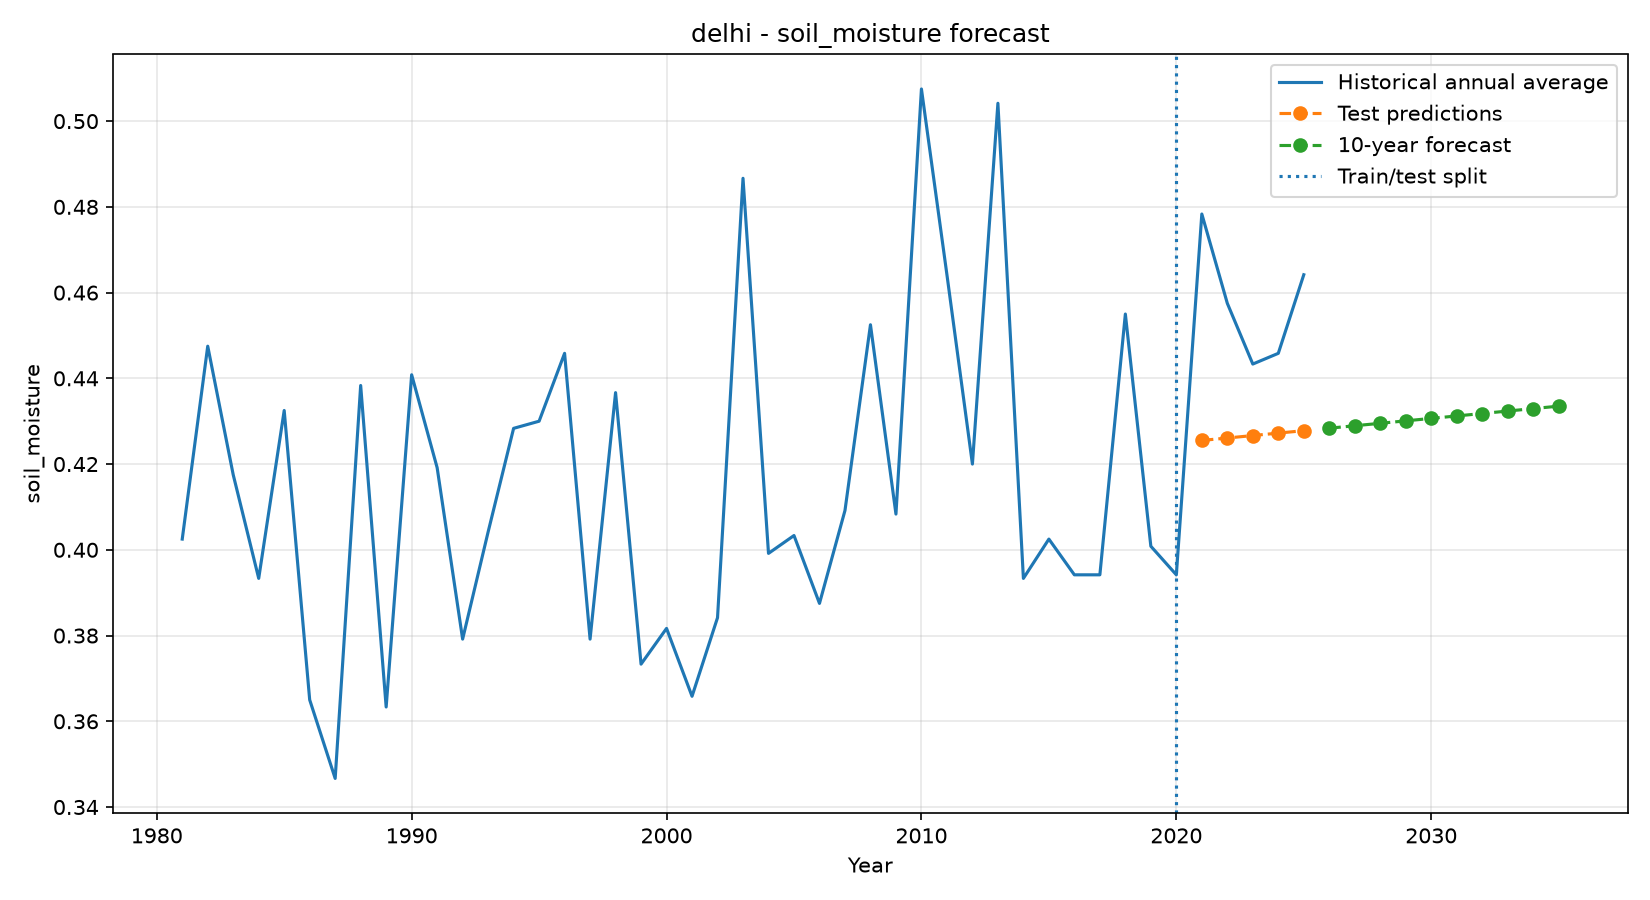 delhi - soil_moisture forecast
soil_moisture
0.50
0.48
0.46
0.44
0.42
0.40
0.38
0.36
0.34
Historical annual average
Test predictions
10-year forecast
Train/test split
1980 1990 2000 2010 2020 2030
Year